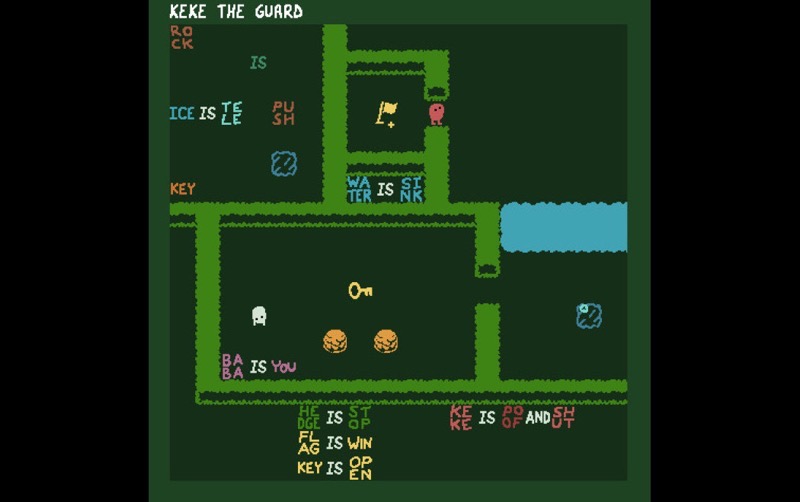 KEKE THE GUARD
ROCK
IS
ICE IS TELE PUSH
KEY
WATER IS SINK
BABA IS YOU
HEDGE IS STOP
KEKE IS POOF AND SHUT
FLAG IS WIN
KEY IS OPEN